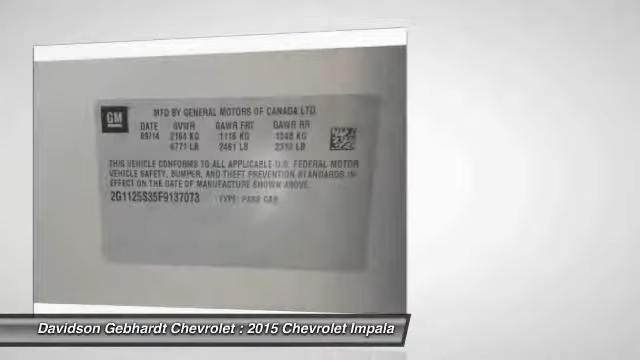 GM
MFD BY GENERAL MOTORS OF CANADA LTD.
DATE GVWR GAWR FRT GAWR RR
09/14 2164 KG 1116 KG 1048 KG
4771 LB 2461 LB 2310 LB
THIS VEHICLE CONFORMS TO ALL APPLICABLE U.S. FEDERAL MOTOR
VEHICLE SAFETY, BUMPER, AND THEFT PREVENTION STANDARDS IN
EFFECT ON THE DATE OF MANUFACTURE SHOWN ABOVE.
2G1125S35F9137073 TYPE: PASS CAR
Davidson Gebhardt Chevrolet : 2015 Chevrolet Impala